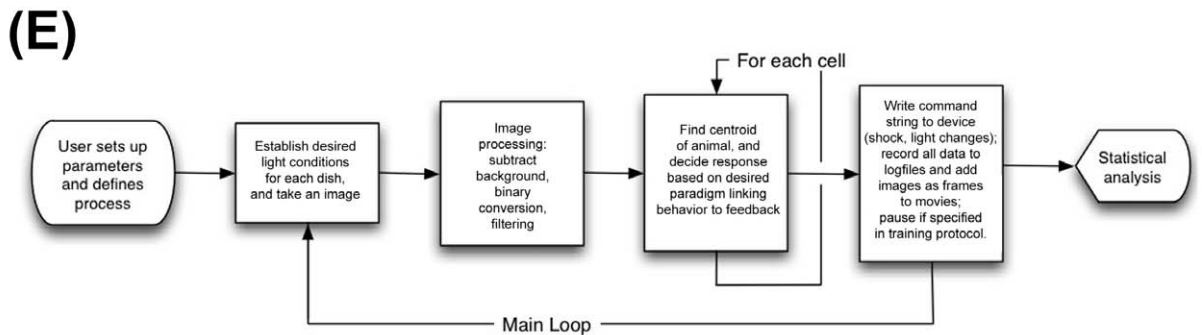 (E)
For each cell
User sets up
parameters
and defines
process
Establish desired
light conditions
for each dish,
and take an image
Image
processing:
subtract
background,
binary
conversion,
filtering
Find centroid
of animal, and
decide response
based on desired
paradigm linking
behavior to feedback
Write command
string to device
(shock, light changes);
record all data to
logfiles and add
images as frames
to movies;
pause if specified
in training protocol.
Statistical
analysis
Main Loop